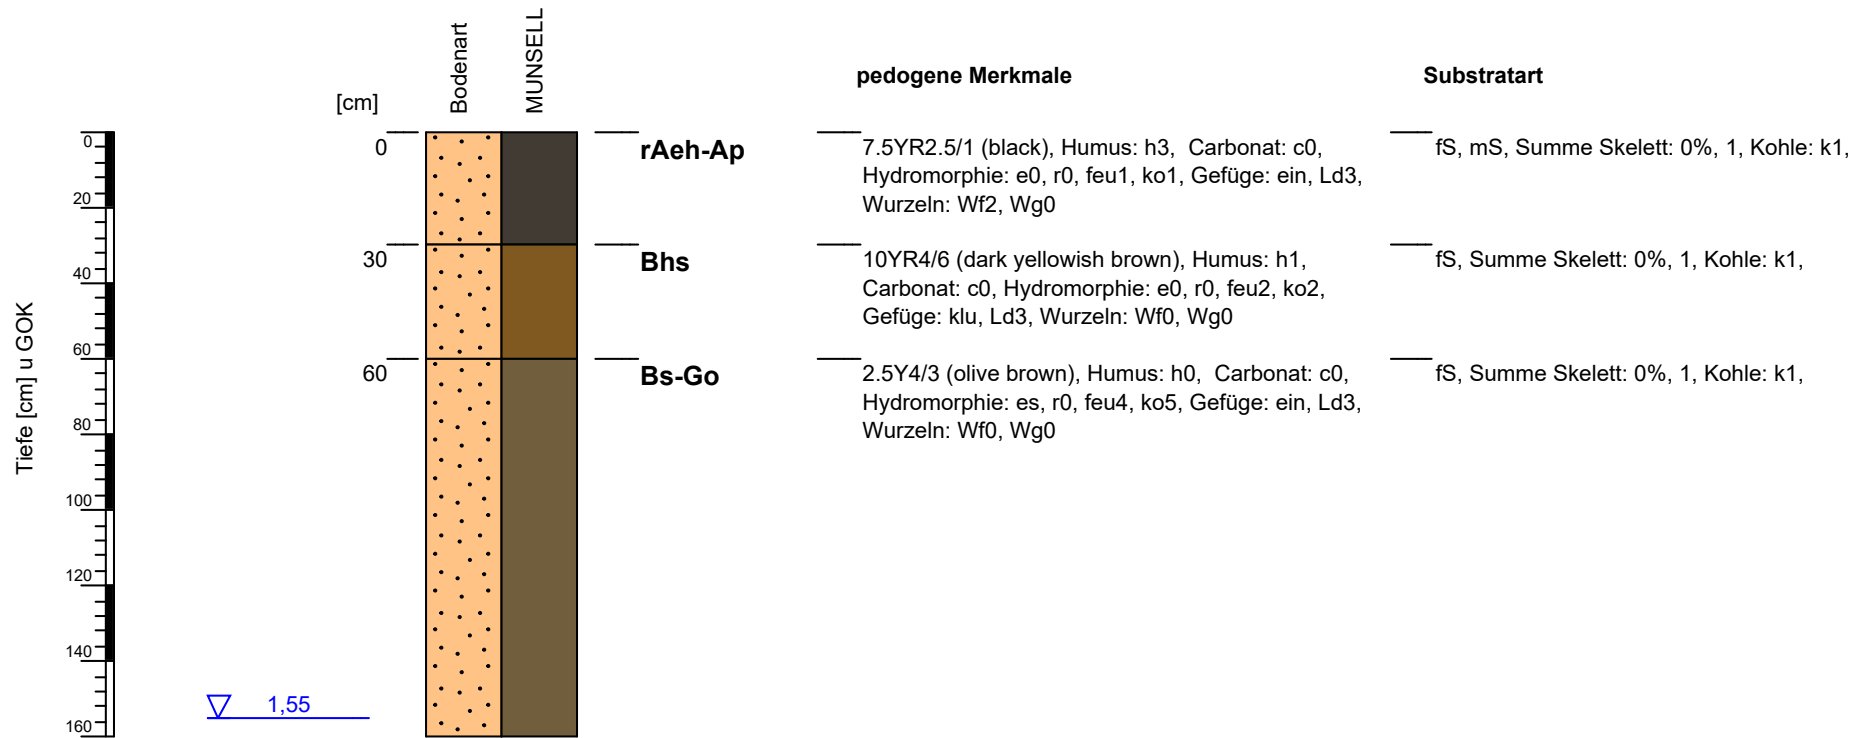 Bodenart
MUNSELL
pedogene Merkmale
Substratart
[cm]
0
rAeh-Ap
7.5YR2.5/1 (black), Humus: h3, Carbonat: c0,
Hydromorphie: e0, r0, feu1, ko1, Gefüge: ein, Ld3,
Wurzeln: Wf2, Wg0
fS, mS, Summe Skelett: 0%, 1, Kohle: k1,
30
Bhs
10YR4/6 (dark yellowish brown), Humus: h1,
Carbonat: c0, Hydromorphie: e0, r0, feu2, ko2,
Gefüge: klu, Ld3, Wurzeln: Wf0, Wg0
fS, Summe Skelett: 0%, 1, Kohle: k1,
60
Bs-Go
2.5Y4/3 (olive brown), Humus: h0, Carbonat: c0,
Hydromorphie: es, r0, feu4, ko5, Gefüge: ein, Ld3,
Wurzeln: Wf0, Wg0
fS, Summe Skelett: 0%, 1, Kohle: k1,
Tiefe [cm] u GOK
0
20
40
60
80
100
120
140
160
1,55